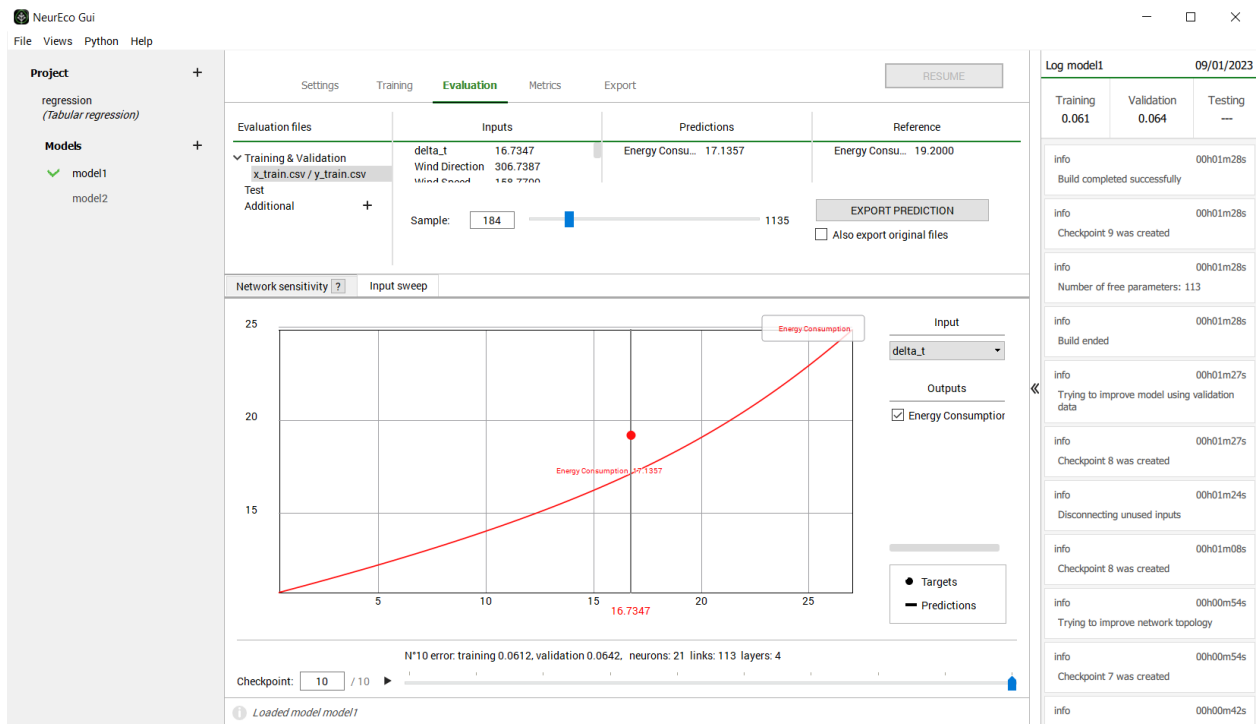 NeurEco Gui
File Views Python Help
Project +
regression
(Tabular regression)
Models +
model1
model2
Settings Training Evaluation Metrics Export RESUME
Evaluation files Inputs Predictions Reference
Training & Validation
x_train.csv / y_train.csv
Test
Additional +
delta_t 16.7347
Wind Direction 306.7387
Wind Speed 158.7700
Energy Consu... 17.1357
Energy Consu... 19.2000
Sample: 184 1135
EXPORT PREDICTION
Also export original files
Network sensitivity ? Input sweep
25
20
15
5 10 15 20 25
16.7347
Energy Consumption
Energy Consumption 17.1357
Input
delta_t
Outputs
Energy Consumption
Targets
Predictions
N°10 error: training 0.0612, validation 0.0642, neurons: 21 links: 113 layers: 4
Checkpoint: 10 / 10
Loaded model model1
Log model1 09/01/2023
Training Validation Testing
0.061 0.064 ---
info 00h01m28s
Build completed successfully
info 00h01m28s
Checkpoint 9 was created
info 00h01m28s
Number of free parameters: 113
info 00h01m28s
Build ended
info 00h01m27s
Trying to improve model using validation
data
info 00h01m27s
Checkpoint 8 was created
info 00h01m24s
Disconnecting unused inputs
info 00h01m08s
Checkpoint 8 was created
info 00h00m54s
Trying to improve network topology
info 00h00m54s
Checkpoint 7 was created
info 00h00m42s